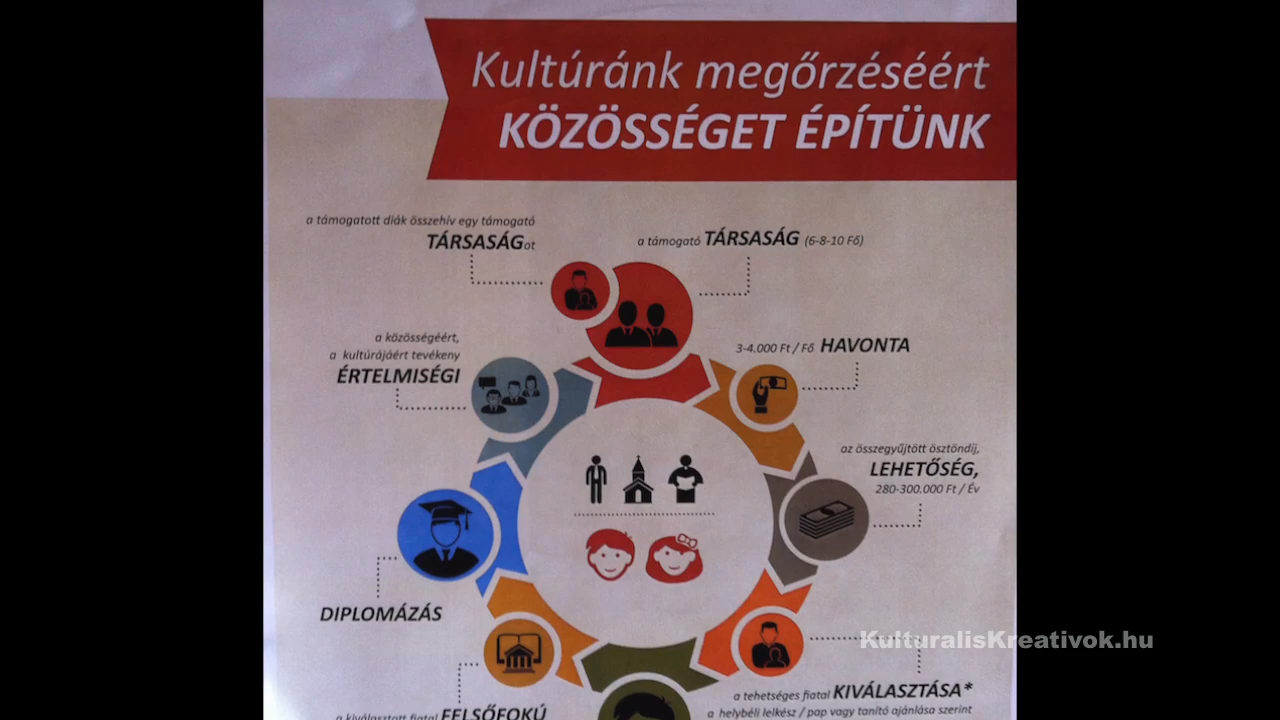 Kultúránk megőrzéséért
KÖZÖSSÉGET ÉPÍTÜNK
a támogatott diák összehív egy támogató
TÁRSASÁGot
a támogató TÁRSASÁG (6-8-10 Fő)
a közösségéért,
a kultúrájáért tevékeny
ÉRTELMISÉGI
3-4.000 Ft / Fő HAVONTA
az összegyűjtött ösztöndíj,
LEHETŐSÉG,
280-300.000 Ft / Év
DIPLOMÁZÁS
KulturalisKreativok.hu
a tehetséges fiatal KIVÁLASZTÁSA*
a helybéli lelkész / pap vagy tanító ajánlása szerint
a kiválasztott fiatal FELSŐFOKÚ